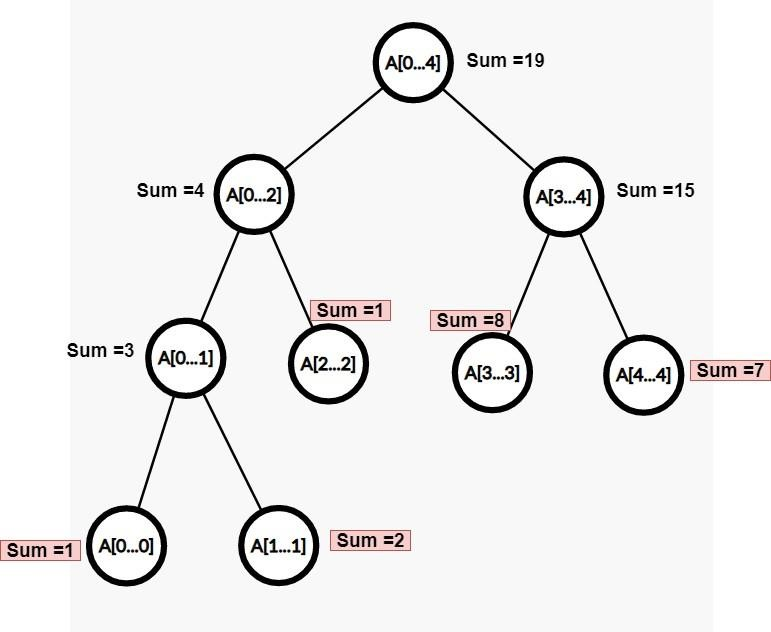 A[0...4] Sum =19
Sum =4 A[0...2] A[3...4] Sum =15
Sum =1 Sum =8
Sum =3 A[0...1] A[2...2] A[3...3] A[4...4] Sum =7
Sum =1 A[0...0] A[1...1] Sum =2